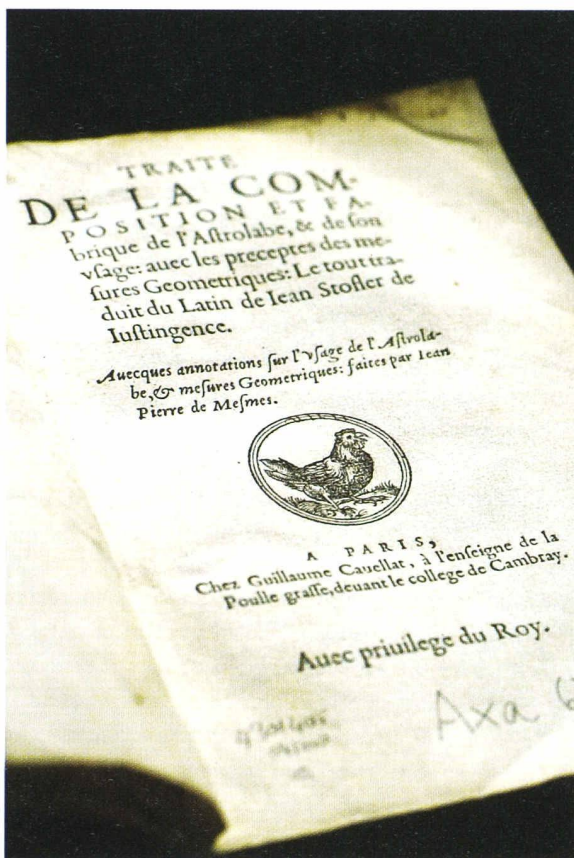 TRAITE
DE LA COM-
POSITION ET FA-
brique de l'Aſtrolabe, & de ſon
vſage: auec les preceptes des me-
ſures Geometriques: Le tout tra-
duit du Latin de Iean Stofler de
Iuſtingence.
Auecques annotations ſur l'vſage de l'Aſtrola-
be, & meſures Geometriques: faites par Iean
Pierre de Meſmes.
A PARIS,
Chez Guillaume Cauellat, à l'enſeigne de la
Poulle graſſe, deuant le college de Cambray.
Auec priuilege du Roy.
Axa